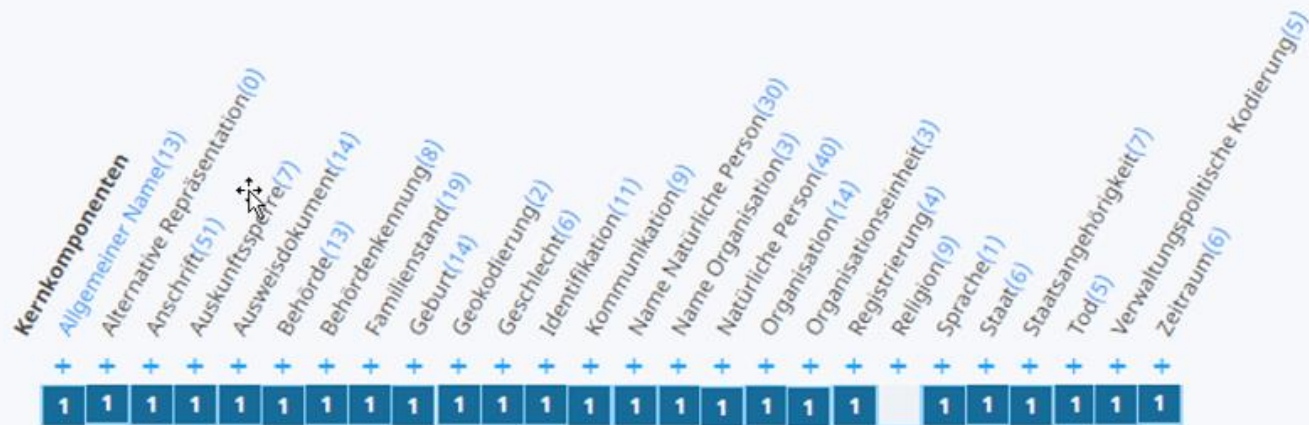 Kernkomponenten
Allgemeiner Name(13)
Alternative Repräsentation(0)
Anschrift(51)
Auskunftssperre(7)
Ausweisdokument(14)
Behörde(13)
Behördenkennung(8)
Familienstand(19)
Geburt(14)
Geokodierung(2)
Geschlecht(6)
Identifikation(11)
Kommunikation(9)
Name Natürliche Person(30)
Name Organisation(3)
Natürliche Person(40)
Organisation(14)
Organisationseinheit(3)
Registrierung(4)
Religion(9)
Sprache(1)
Staat(6)
Staatsangehörigkeit(7)
Tod(5)
Verwaltungspolitische Kodierung(5)
Zeitraum(6)
+ + + + + + + + + + + + + + + + + + + + + + + + + +
1 1 1 1 1 1 1 1 1 1 1 1 1 1 1 1 1 1 1 1 1 1 1 1 1